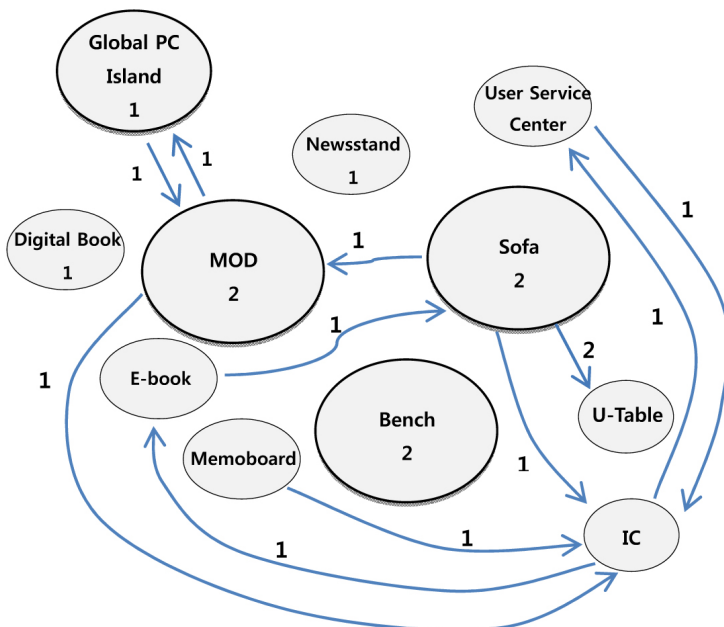 Global PC
Island
1
User Service
Center
Newsstand
1
1
1
1
Digital Book
1
MOD
2
1
Sofa
2
1
1
2
1
E-book
U-Table
Bench
2
Memoboard
1
1
IC
1